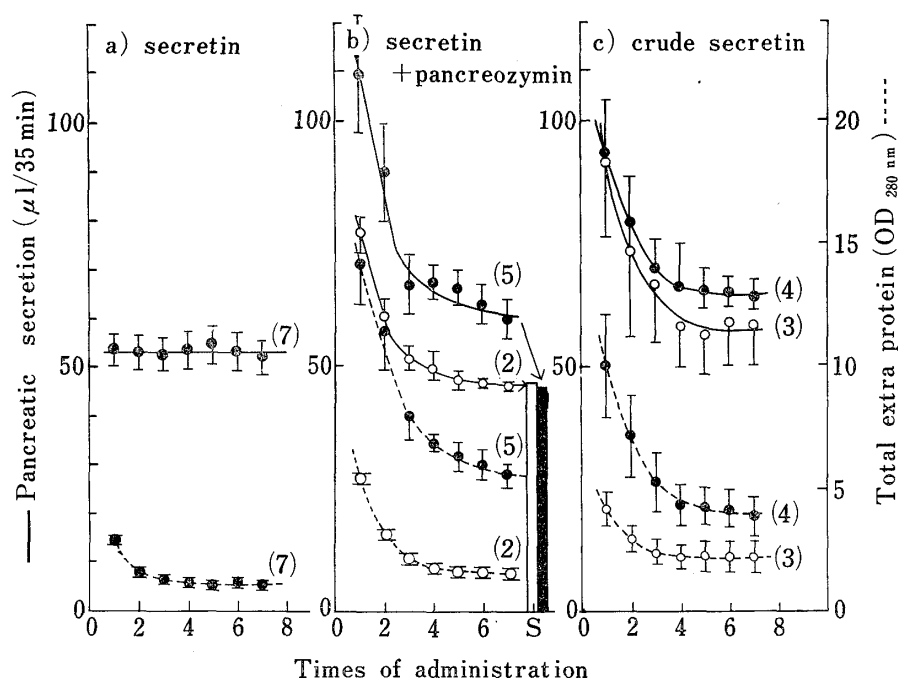 a) secretin
b) secretin
+pancreozymin
c) crude secretin
— Pancreatic secretion (μl/35 min)
100
50
0
(7)
(7)
0 2 4 6 8
100
50
0
(5)
(2)
(5)
(2)
0 2 4 6 S
100
50
0
(4)
(3)
(4)
(3)
0 2 4 6 8
20
15
10
5
0
Total extra protein (OD 280 nm) -----
Times of administration